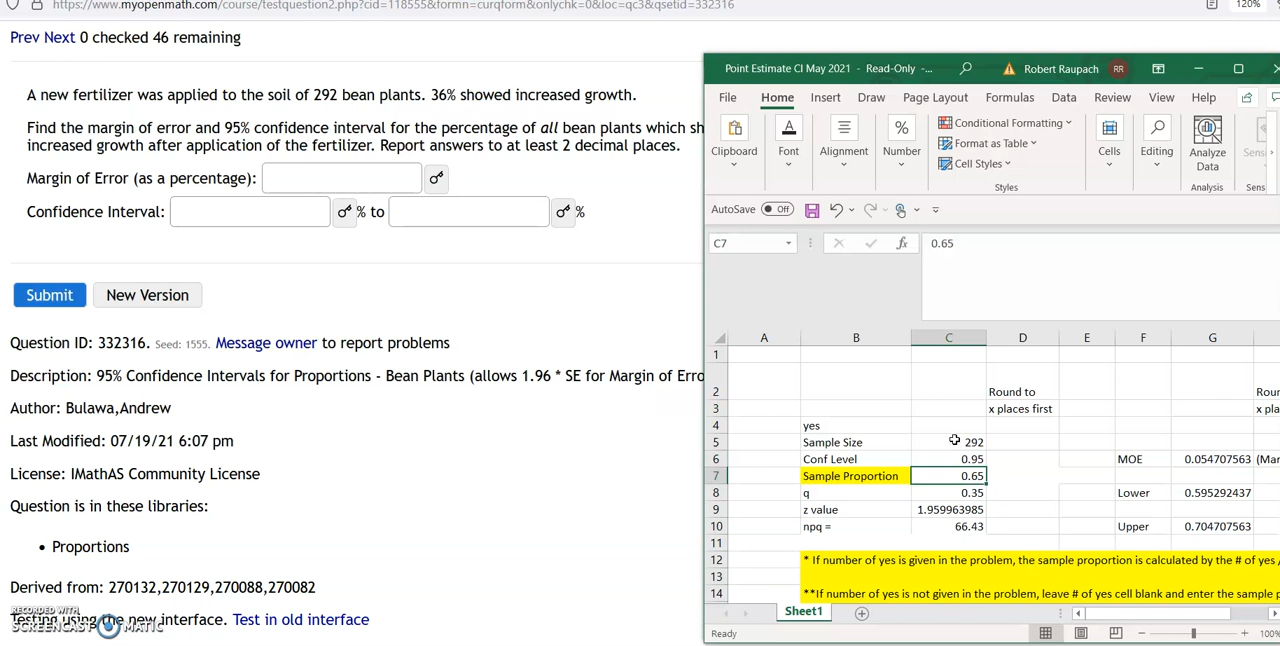 https://www.myopenmath.com/course/testquestion2.php?cid=118555&formn=curqform&onlychk=0&loc=qc3&qsetid=332316
120%
Prev Next 0 checked 46 remaining
A new fertilizer was applied to the soil of 292 bean plants. 36% showed increased growth.
Find the margin of error and 95% confidence interval for the percentage of all bean plants which sh
increased growth after application of the fertilizer. Report answers to at least 2 decimal places.
Margin of Error (as a percentage):
Confidence Interval: % to %
Submit New Version
Question ID: 332316. Seed: 1555. Message owner to report problems
Description: 95% Confidence Intervals for Proportions - Bean Plants (allows 1.96 * SE for Margin of Erro
Author: Bulawa,Andrew
Last Modified: 07/19/21 6:07 pm
License: IMathAS Community License
Question is in these libraries:
• Proportions
Derived from: 270132,270129,270088,270082
Testing using the new interface. Test in old interface
RECORDED WITH
SCREENCAST MATIC
Point Estimate CI May 2021 - Read-Only -... Robert Raupach RR
File Home Insert Draw Page Layout Formulas Data Review View Help
Clipboard Font Alignment Number
%
Conditional Formatting
Format as Table
Cell Styles
Styles
Cells Editing
Analyze
Data
Analysis
Sens
Sens
AutoSave Off
C7 fx 0.65
A B C D E F G
1
2 Round to Roun
3 x places first x pla
4 yes
5 Sample Size 292
6 Conf Level 0.95 MOE 0.054707563 (Mar
7 Sample Proportion 0.65
8 q 0.35 Lower 0.595292437
9 z value 1.959963985
10 npq = 66.43 Upper 0.704707563
11
12 * If number of yes is given in the problem, the sample proportion is calculated by the # of yes /
13
14 **If number of yes is not given in the problem, leave # of yes cell blank and enter the sample p
Sheet1
Ready 100%